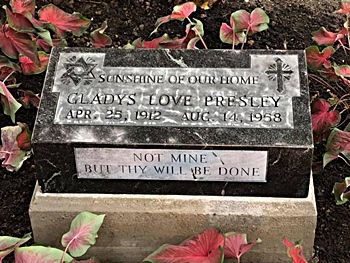 SUNSHINE OF OUR HOME
GLADYS LOVE PRESLEY
APR. 25, 1912 AUG. 14, 1958
NOT MINE
BUT THY WILL BE DONE